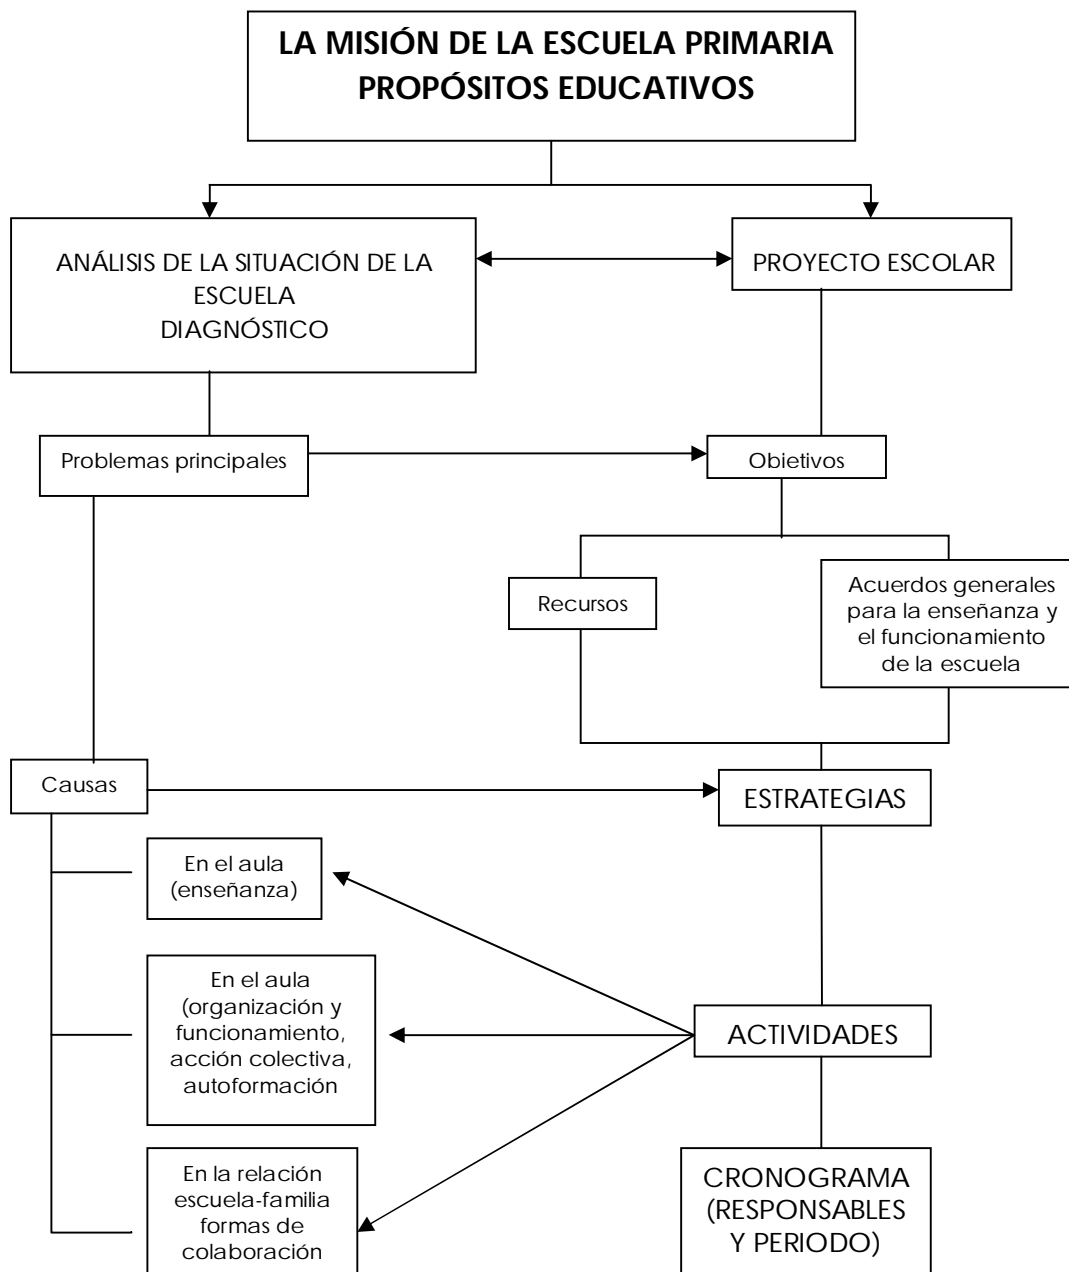 LA MISIÓN DE LA ESCUELA PRIMARIA
PROPÓSITOS EDUCATIVOS
ANÁLISIS DE LA SITUACIÓN DE LA
ESCUELA
DIAGNÓSTICO
PROYECTO ESCOLAR
Problemas principales
Obietivos
Recursos
Acuerdos generales
para la enseñanza y
el funcionamiento
de la escuela
Causas
ESTRATEGIAS
En el aula
(enseñanza)
En el aula
(organización y
funcionamiento,
acción colectiva,
autoformación
ACTIVIDADES
En la relación
escuela-familia
formas de
colaboración
CRONOGRAMA
(RESPONSABLES
Y PERIODO)